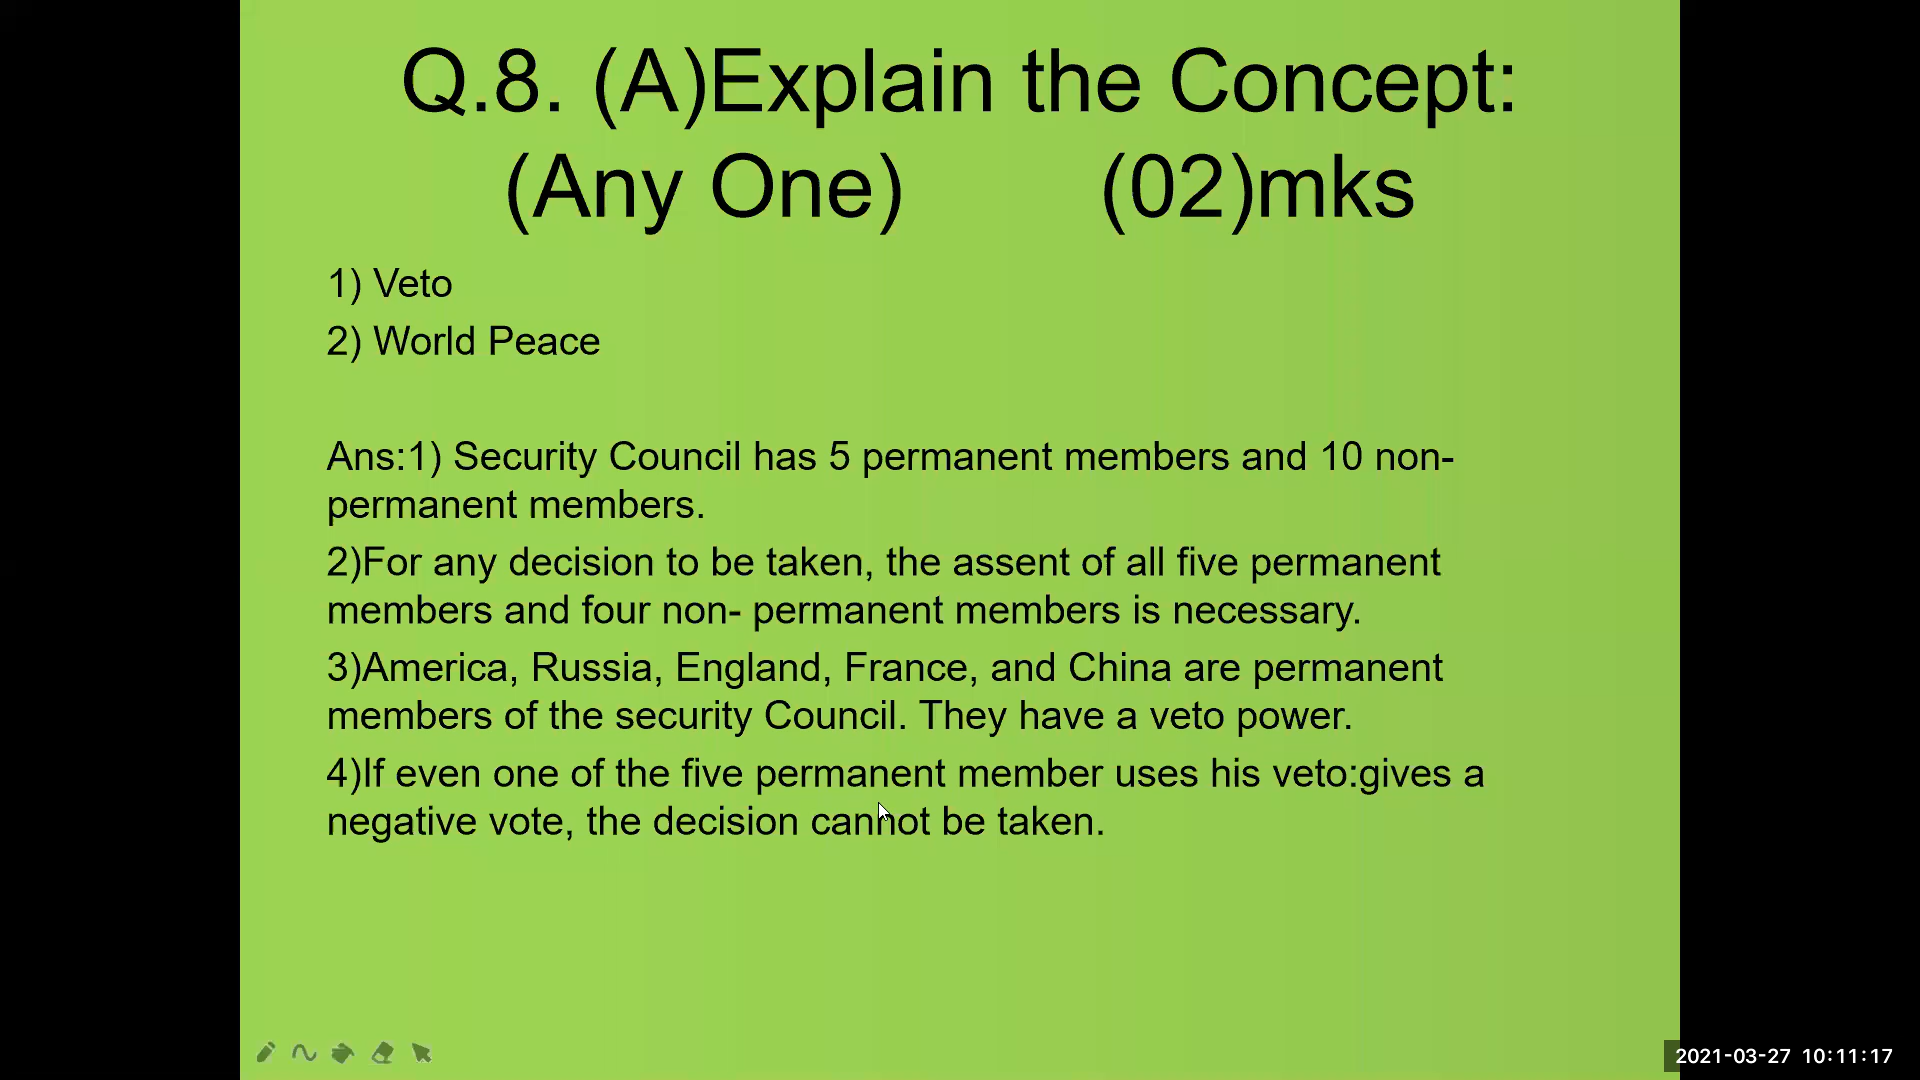 Q.8. (A)Explain the Concept:
(Any One) (02)mks
1) Veto
2) World Peace
Ans:1) Security Council has 5 permanent members and 10 non-
permanent members.
2)For any decision to be taken, the assent of all five permanent
members and four non- permanent members is necessary.
3)America, Russia, England, France, and China are permanent
members of the security Council. They have a veto power.
4)If even one of the five permanent member uses his veto:gives a
negative vote, the decision cannot be taken.
2021-03-27 10:11:17